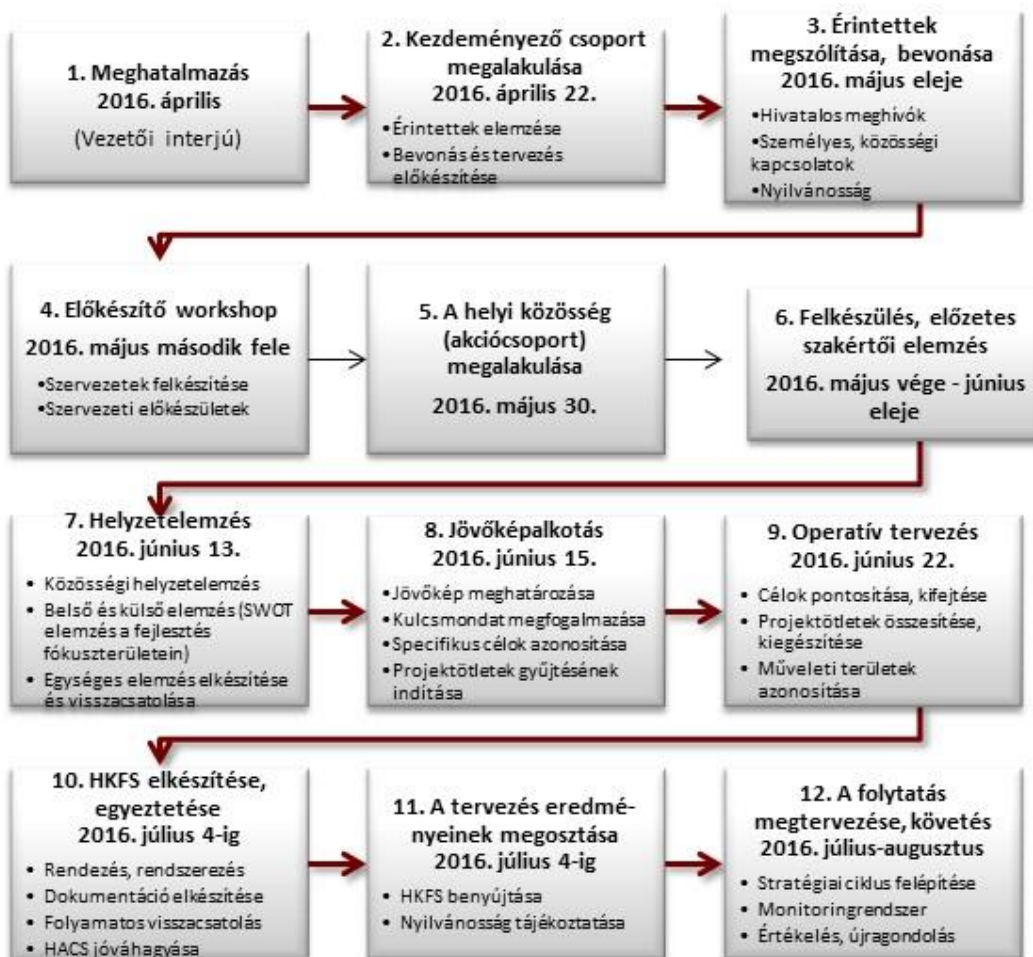 1. Meghatalmazás
2016. április
(Vezetői interjú)
2. Kezdeményező csoport
megalakulása
2016. április 22.
•Érintettek elemzése
•Bevonás és tervezés
előkészítése
3. Érintettek
megszólítása, bevonása
2016. május eleje
•Hivatalos meghívók
•Személyes, közösségi
kapcsolatok
•Nyilvánosság
4. Előkészítő workshop
2016. május második fele
•Szervezetek felkészítése
•Szervezeti előkészületek
5. A helyi közösség
(akciócsoport)
megalakulása
2016. május 30.
6. Felkészülés, előzetes
szakértői elemzés
2016. május vége - június
eleje
7. Helyzetelemzés
2016. június 13.
• Közösségi helyzetelemzés
• Belső és külső elemzés (SWOT
elemzés a fejlesztés
fókuszterületein)
• Egységes elemzés elkészítése
és visszacsatolása
8. Jövőképalkotás
2016. június 15.
•Jövőkép meghatározása
•Kulcsmondat megfogalmazása
•Specifikus célok azonosítása
•Projektötletek gyűjtésének
indítása
9. Operatív tervezés
2016. június 22.
• Célok pontosítása, kifejtése
• Projektötletek összesítése,
kiegészítése
• Műveleti területek
azonosítása
10. HKFS elkészítése,
egyeztetése
2016. július 4-ig
• Rendezés, rendszerezés
• Dokumentáció elkészítése
• Folyamatos visszacsatolás
• HACS jóváhagyása
11. A tervezés eredmé-
nyeinek megosztása
2016. július 4-ig
• HKFS benyújtása
• Nyilvánosság tájékoztatása
12. A folytatás
megtervezése, követés
2016. július-augusztus
• Stratégiai ciklus felépítése
• Monitoringrendszer
• Értékelés, újragondolás